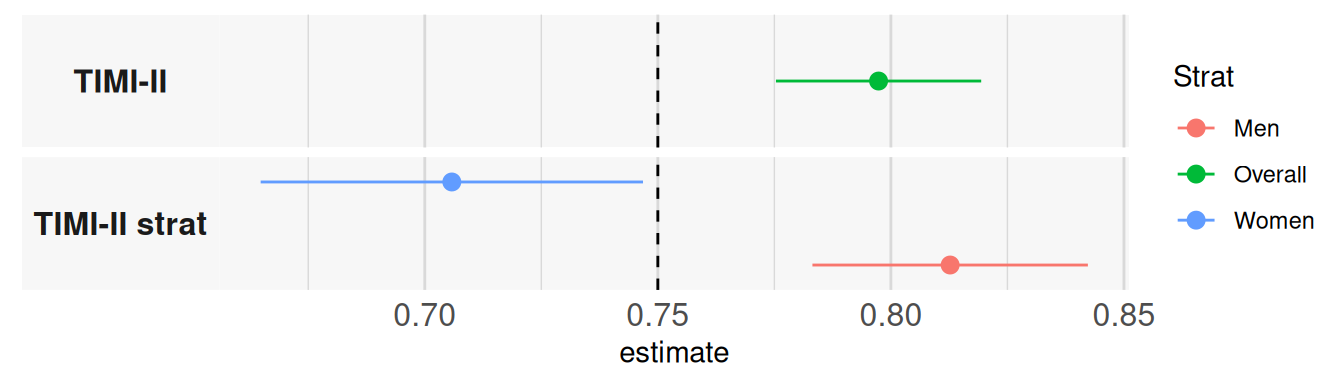 TIMI-II
TIMI-II strat
0.70 0.75 0.80 0.85
estimate
Strat
Men
Overall
Women